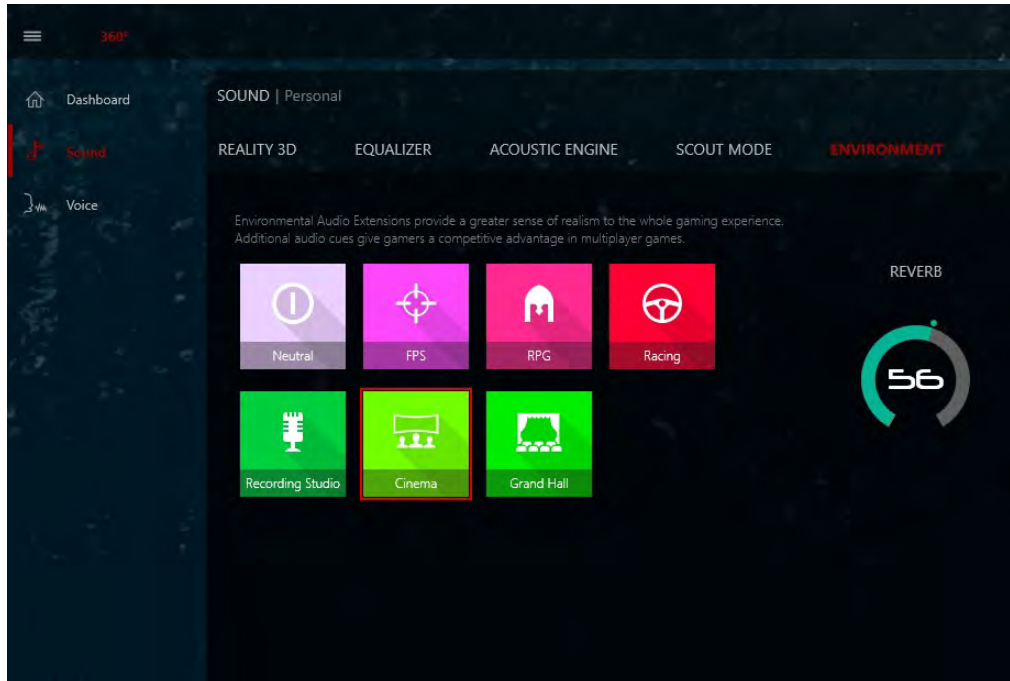 360°
Dashboard
Sound
Voice
SOUND | Personal
REALITY 3D EQUALIZER ACOUSTIC ENGINE SCOUT MODE ENVIRONMENT
Environmental Audio Extensions provide a greater sense of realism to the whole gaming experience.
Additional audio cues give gamers a competitive advantage in multiplayer games.
Neutral FPS RPG Racing
Recording Studio Cinema Grand Hall
REVERB
56